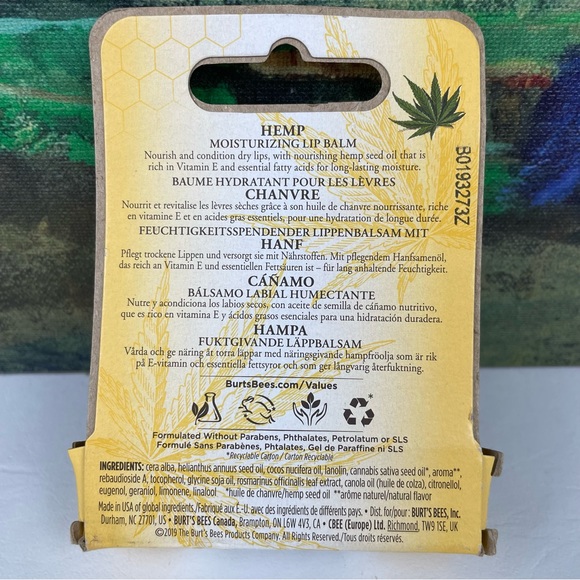 HEMP
MOISTURIZING LIP BALM
Nourish and condition dry lips, with nourishing hemp seed oil that is
rich in Vitamin E and essential fatty acids for long-lasting moisture.
BAUME HYDRATANT POUR LES LÈVRES
CHANVRE
Nourrit et revitalise les lèvres sèches grâce à son huile de chanvre nourrissante, riche
en vitamine E et en acides gras essentiels, pour une hydratation de longue durée.
FEUCHTIGKEITSSPENDENDER LIPPENBALSAM MIT
HANF
Pflegt trockene Lippen und versorgt sie mit Nährstoffen. Mit pflegendem Hanfsamenöl,
das reich an Vitamin E und essentiellen Fettsäuren ist – für lang anhaltende Feuchtigkeit.
CÁÑAMO
BÁLSAMO LABIAL HUMECTANTE
Nutre y acondiciona los labios secos, con aceite de semilla de cáñamo nutritivo,
que es rico en vitamina E y ácidos grasos esenciales para una hidratación duradera.
HAMPA
FUKTGIVANDE LÄPPBALSAM
Vårda och ge näring åt torra läppar med näringsgivande hampfröolja som är rik
på E-vitamin och essentiella fettsyror och som ger långvarig återfuktning.
BurtsBees.com/Values
Formulated Without Parabens, Phthalates, Petrolatum or SLS
Formulé Sans Parabènes, Phtalates, Gel de Paraffine ni SLS
*Recyclable Carton / Carton Recyclable
INGREDIENTS: cera alba, helianthus annuus seed oil, cocos nucifera oil, lanolin, cannabis sativa seed oil*, aroma**,
rebaudioside A, tocopherol, glycine soja oil, rosmarinus officinalis leaf extract, canola oil (huile de colza), citronellol,
eugenol, geraniol, limonene, linalool *huile de chanvre/hemp seed oil **arôme naturel/natural flavor
Made in USA of global ingredients/Fabriqué aux É.-U. avec des ingrédients de différents pays. • Dist. for/pour: BURT'S BEES, Inc.
Durham, NC 27701, US • BURT'S BEES Canada, Brampton, ON L6W 4V3, CA • CBEE (Europe) Ltd. Richmond, TW9 1SE, UK
©2019 The Burt's Bees Products Company. All Rights Reserved./Tous droits réservés.
B01933273Z